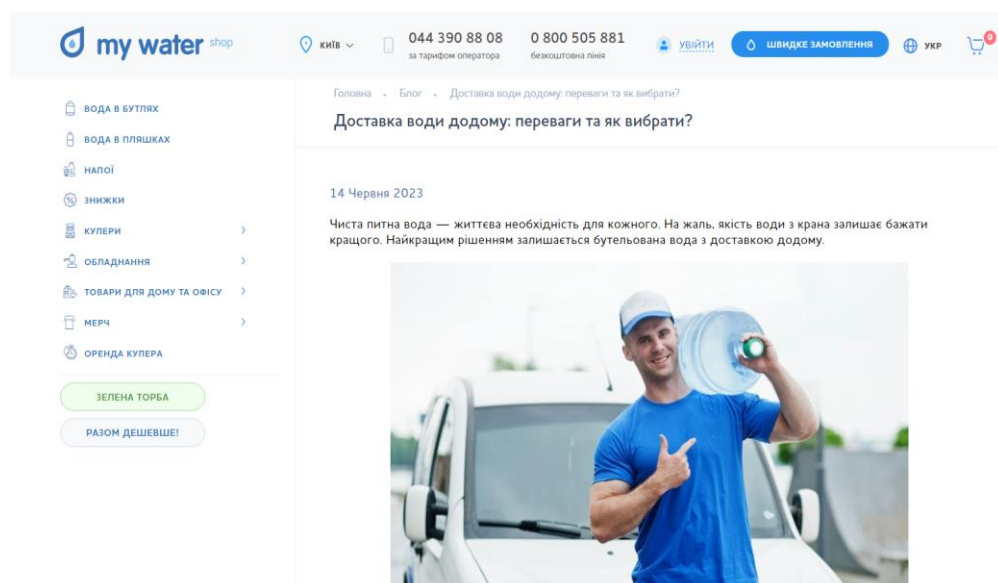 my water shop
КИЇВ
044 390 88 08
за тарифом оператора
0 800 505 881
безкоштовна лінія
УВІЙТИ
ШВИДКЕ ЗАМОВЛЕННЯ
УКР
0
ВОДА В БУТЛЯХ
ВОДА В ПЛЯШКАХ
НАПОЇ
ЗНИЖКИ
КУЛЕРИ
ОБЛАДНАННЯ
ТОВАРИ ДЛЯ ДОМУ ТА ОФІСУ
МЕРЧ
ОРЕНДА КУЛЕРА
ЗЕЛЕНА ТОРБА
РАЗОМ ДЕШЕВШЕ!
Головна • Блог • Доставка води додому: переваги та як вибрати?
Доставка води додому: переваги та як вибрати?
14 Червня 2023
Чиста питна вода — життєва необхідність для кожного. На жаль, якість води з крана залишає бажати
кращого. Найкращим рішенням залишається бутельована вода з доставкою додому.